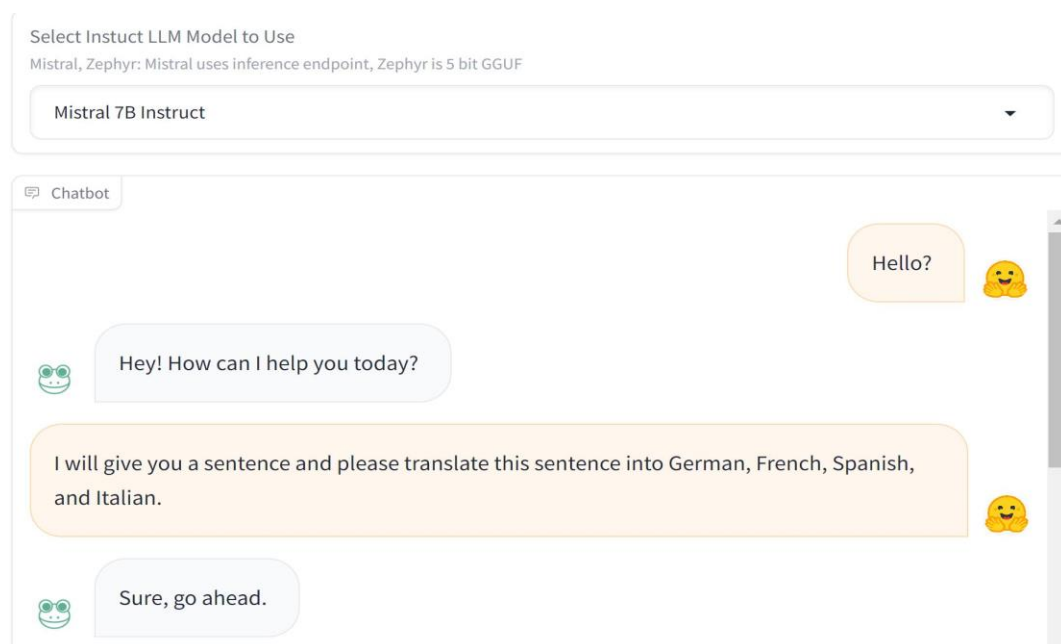 Select Instuct LLM Model to Use
Mistral, Zephyr: Mistral uses inference endpoint, Zephyr is 5 bit GGUF
Mistral 7B Instruct
Chatbot
Hello?
Hey! How can I help you today?
I will give you a sentence and please translate this sentence into German, French, Spanish,
and Italian.
Sure, go ahead.